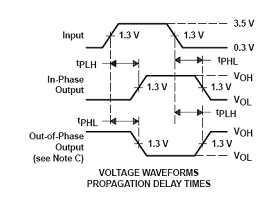 3.5 V
Input
1.3 V
1.3 V
0.3 V
tPLH
tPHL
In-Phase
Output
1.3 V
1.3 V
VOH
VOL
tPHL
tPLH
Out-of-Phase
Output
(see Note C)
1.3 V
1.3 V
VOH
VOL
VOLTAGE WAVEFORMS
PROPAGATION DELAY TIMES